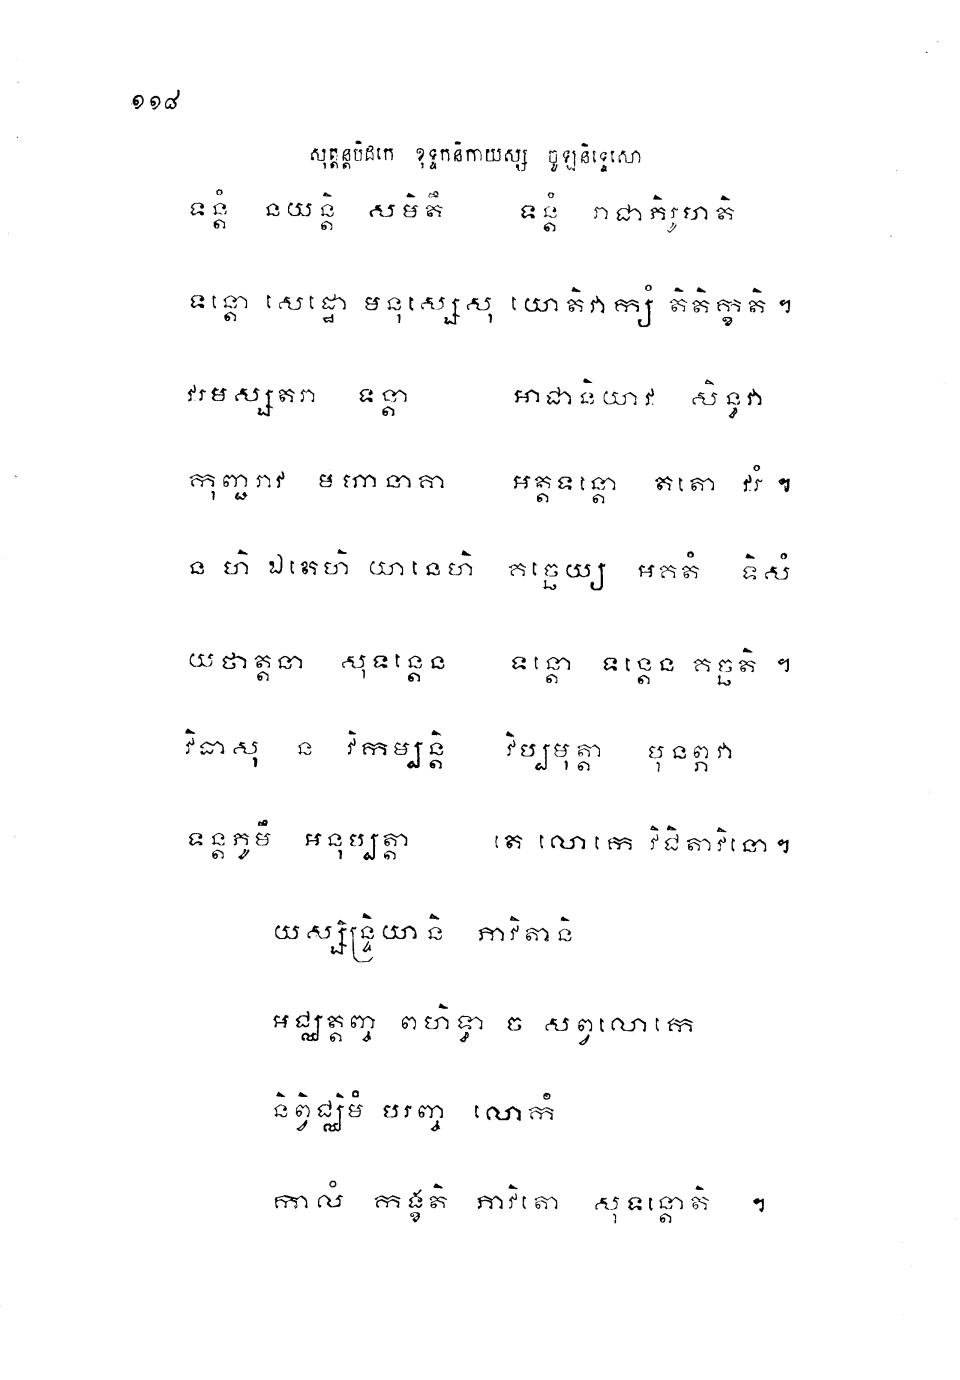 ១១៨
សុត្តន្តបិដកេ ខុទ្ទកនិកាយស្ស ចូឡនិទ្ទេសោ
ទន្តំ នយន្តិ សមិតឹ ទន្តំ រាជាភិរូហតិ
ទន្តោ សេដ្ឋោ មនុស្សេសុ យោតិវាក្យំ តិតិក្ខតិ ។
វរមស្សតរា ទន្តា អាជានិយាវ សិន្ធវា
កុញ្ជរាវ មហានាគា អត្តទន្តោ តតោ វរំ ។
ន ហិ ឯតេហិ យានេហិ គច្ឆេយ្យ អគតំ ទិសំ
យថាត្តនា សុទន្តេន ទន្តោ ទន្តេន គច្ឆតិ ។
វិធាសុ ន វិកម្បន្តិ វិប្បមុត្តា បុនព្ភវា
ទន្តភូមឹ អនុប្បត្តា តេ លោកេ វិជិតាវិនោ ។
យស្សិន្ទ្រិយានិ ភាវិតានិ
អជ្ឈត្តញ្ច ពហិទ្ធា ច សព្វលោកេ
និព្វិជ្ឈិមំ បរញ្ច លោកំ
កាលំ កង្ខតិ ភាវិតោ សុទន្តោតិ ។